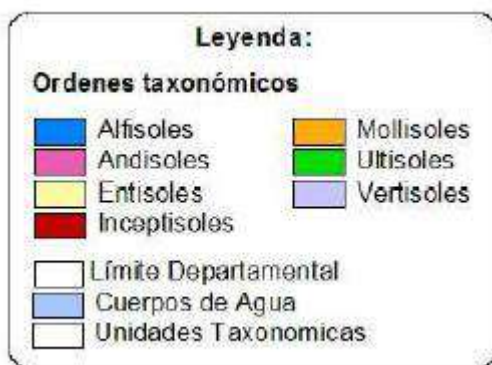 Leyenda:
Ordenes taxonómicos
Alfisoles
Andisoles
Entisoles
Inceptisoles
Mollisoles
Ultisoles
Vertisoles
Límite Departamental
Cuerpos de Agua
Unidades Taxonomicas